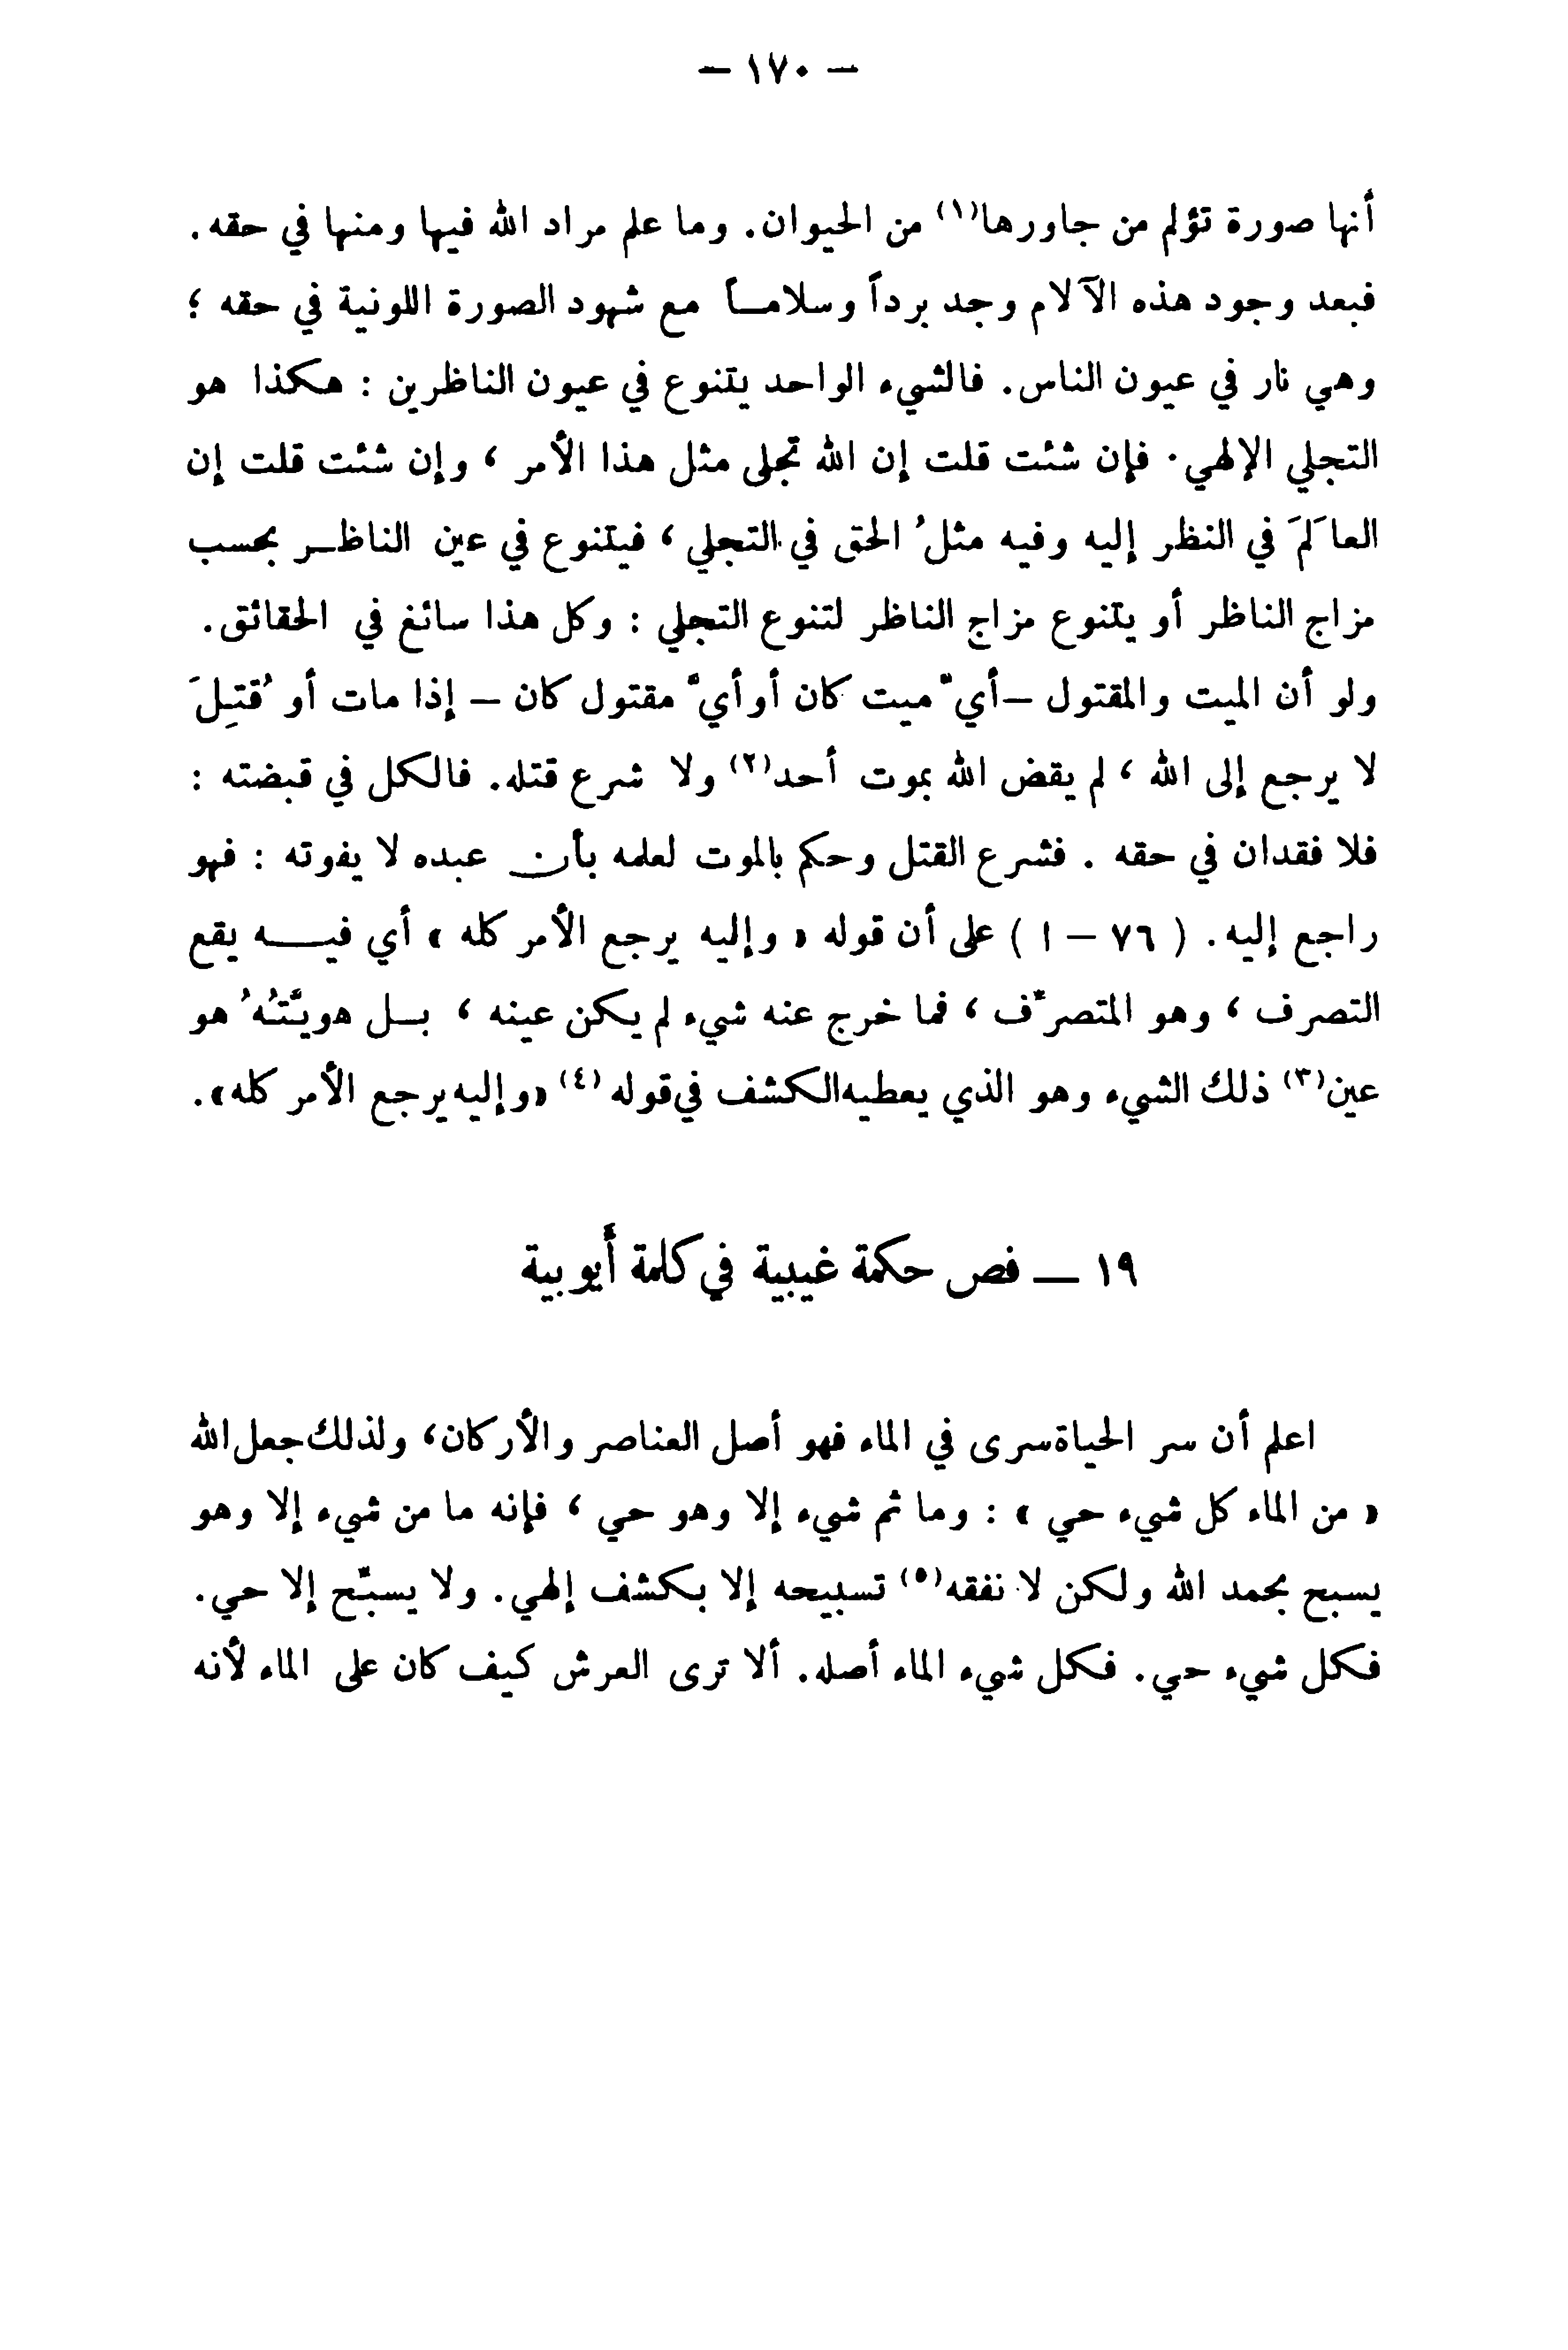 — ١٧٠ —
أنها صورة تؤلم من جاورها(١) من الحيوان. وما علم مراد الله فيها ومنها في حقه.
فبعد وجود هذه الآلام وجد برداً وسلاماً مع شهود الصورة اللونية في حقه ؛
وهي نار في عيون الناس. فالشيء الواحد يتنوع في عيون الناظرين : هكذا هو
التجلي الإلهي. فإن شئت قلت إن الله تجلى مثل هذا الأمر ، وإن شئت قلت إن
العالَمَ في النظر إليه وفيه مثلُ الحق في التجلي ، فيتنوع في عين الناظر بحسب
مزاج الناظر أو يتنوع مزاج الناظر لتنوع التجلي : وكل هذا سائغ في الحقائق.
ولو أن الميت والمقتول –أيّ ميت كان أو أيّ مقتول كان – إذا مات أو قُتِلَ
لا يرجع إلى الله ، لم يقض الله بموت أحد(٢) ولا شرع قتله. فالكل في قبضته :
فلا فقدان في حقه . فشرع القتل وحكم بالموت لعلمه بأن عبده لا يفوته : فهو
راجع إليه. ( ٧٦ – ١ ) على أن قوله « وإليه يرجع الأمر كله » أي فيه يقع
التصرف ، وهو المتصرّف ، فما خرج عنه شيء لم يكن عينه ، بل هويَّتُهُ هو
عين(٣) ذلك الشيء وهو الذي يعطيه الكشف في قوله (٤) «وإليه يرجع الأمر كله».
١٩ – فص حكمة غيبية في كلمة أيوبية
اعلم أن سر الحياة سرى في الماء فهو أصل العناصر والأركان، ولذلك جعل الله
« من الماء كل شيء حي » : وما ثم شيء إلا وهو حي ، فإنه ما من شيء إلا وهو
يسبح بحمد الله ولكن لا نفقه(٥) تسبيحه إلا بكشف إلهي. ولا يسبّح إلا حي.
فكل شيء حي. فكل شيء الماء أصله. ألا ترى العرش كيف كان على الماء لأنه